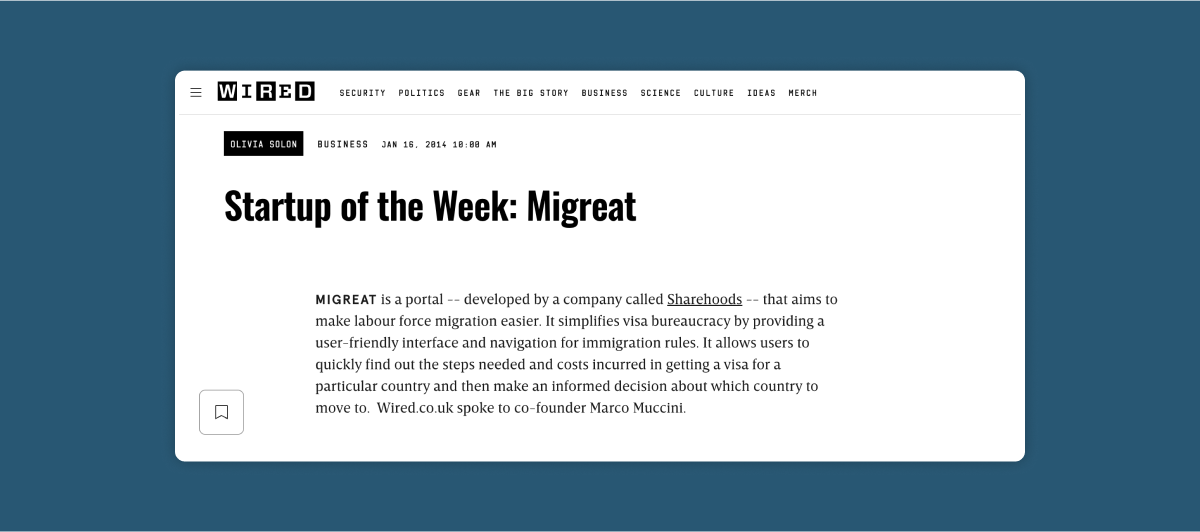 WIRED SECURITY POLITICS GEAR THE BIG STORY BUSINESS SCIENCE CULTURE IDEAS MERCH
OLIVIA SOLON BUSINESS JAN 16, 2014 10:00 AM
Startup of the Week: Migreat
MIGREAT is a portal -- developed by a company called Sharehoods -- that aims to
make labour force migration easier. It simplifies visa bureaucracy by providing a
user-friendly interface and navigation for immigration rules. It allows users to
quickly find out the steps needed and costs incurred in getting a visa for a
particular country and then make an informed decision about which country to
move to.  Wired.co.uk spoke to co-founder Marco Muccini.